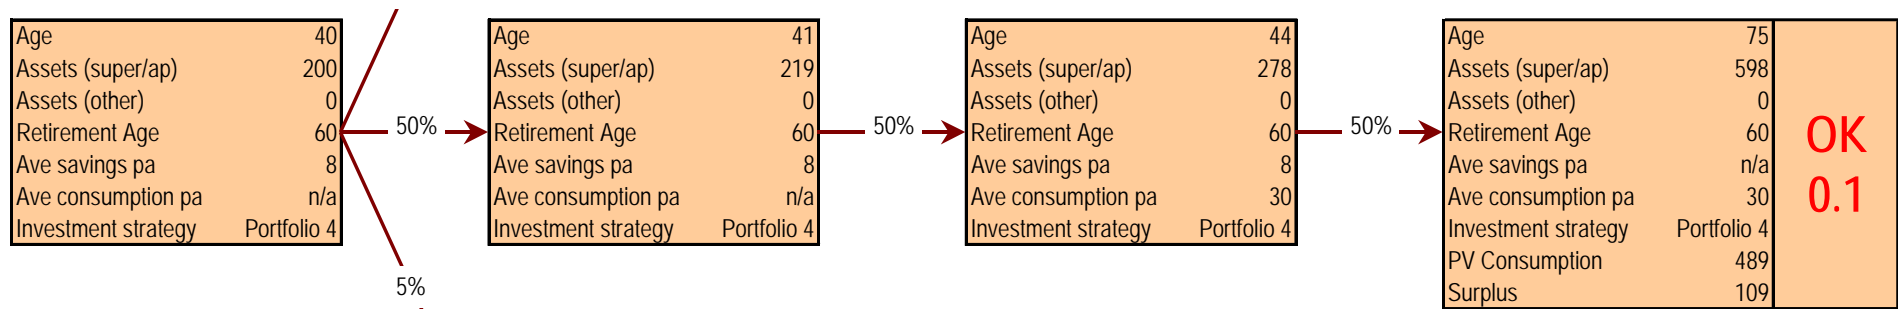 Age 40
Assets (super/ap) 200
Assets (other) 0
Retirement Age 60
Ave savings pa 8
Ave consumption pa n/a
Investment strategy Portfolio 4
50%
5%
Age 41
Assets (super/ap) 219
Assets (other) 0
Retirement Age 60
Ave savings pa 8
Ave consumption pa n/a
Investment strategy Portfolio 4
50%
Age 44
Assets (super/ap) 278
Assets (other) 0
Retirement Age 60
Ave savings pa 8
Ave consumption pa 30
Investment strategy Portfolio 4
50%
Age 75
Assets (super/ap) 598
Assets (other) 0
Retirement Age 60
Ave savings pa n/a
Ave consumption pa 30
Investment strategy Portfolio 4
PV Consumption 489
Surplus 109
OK
0.1